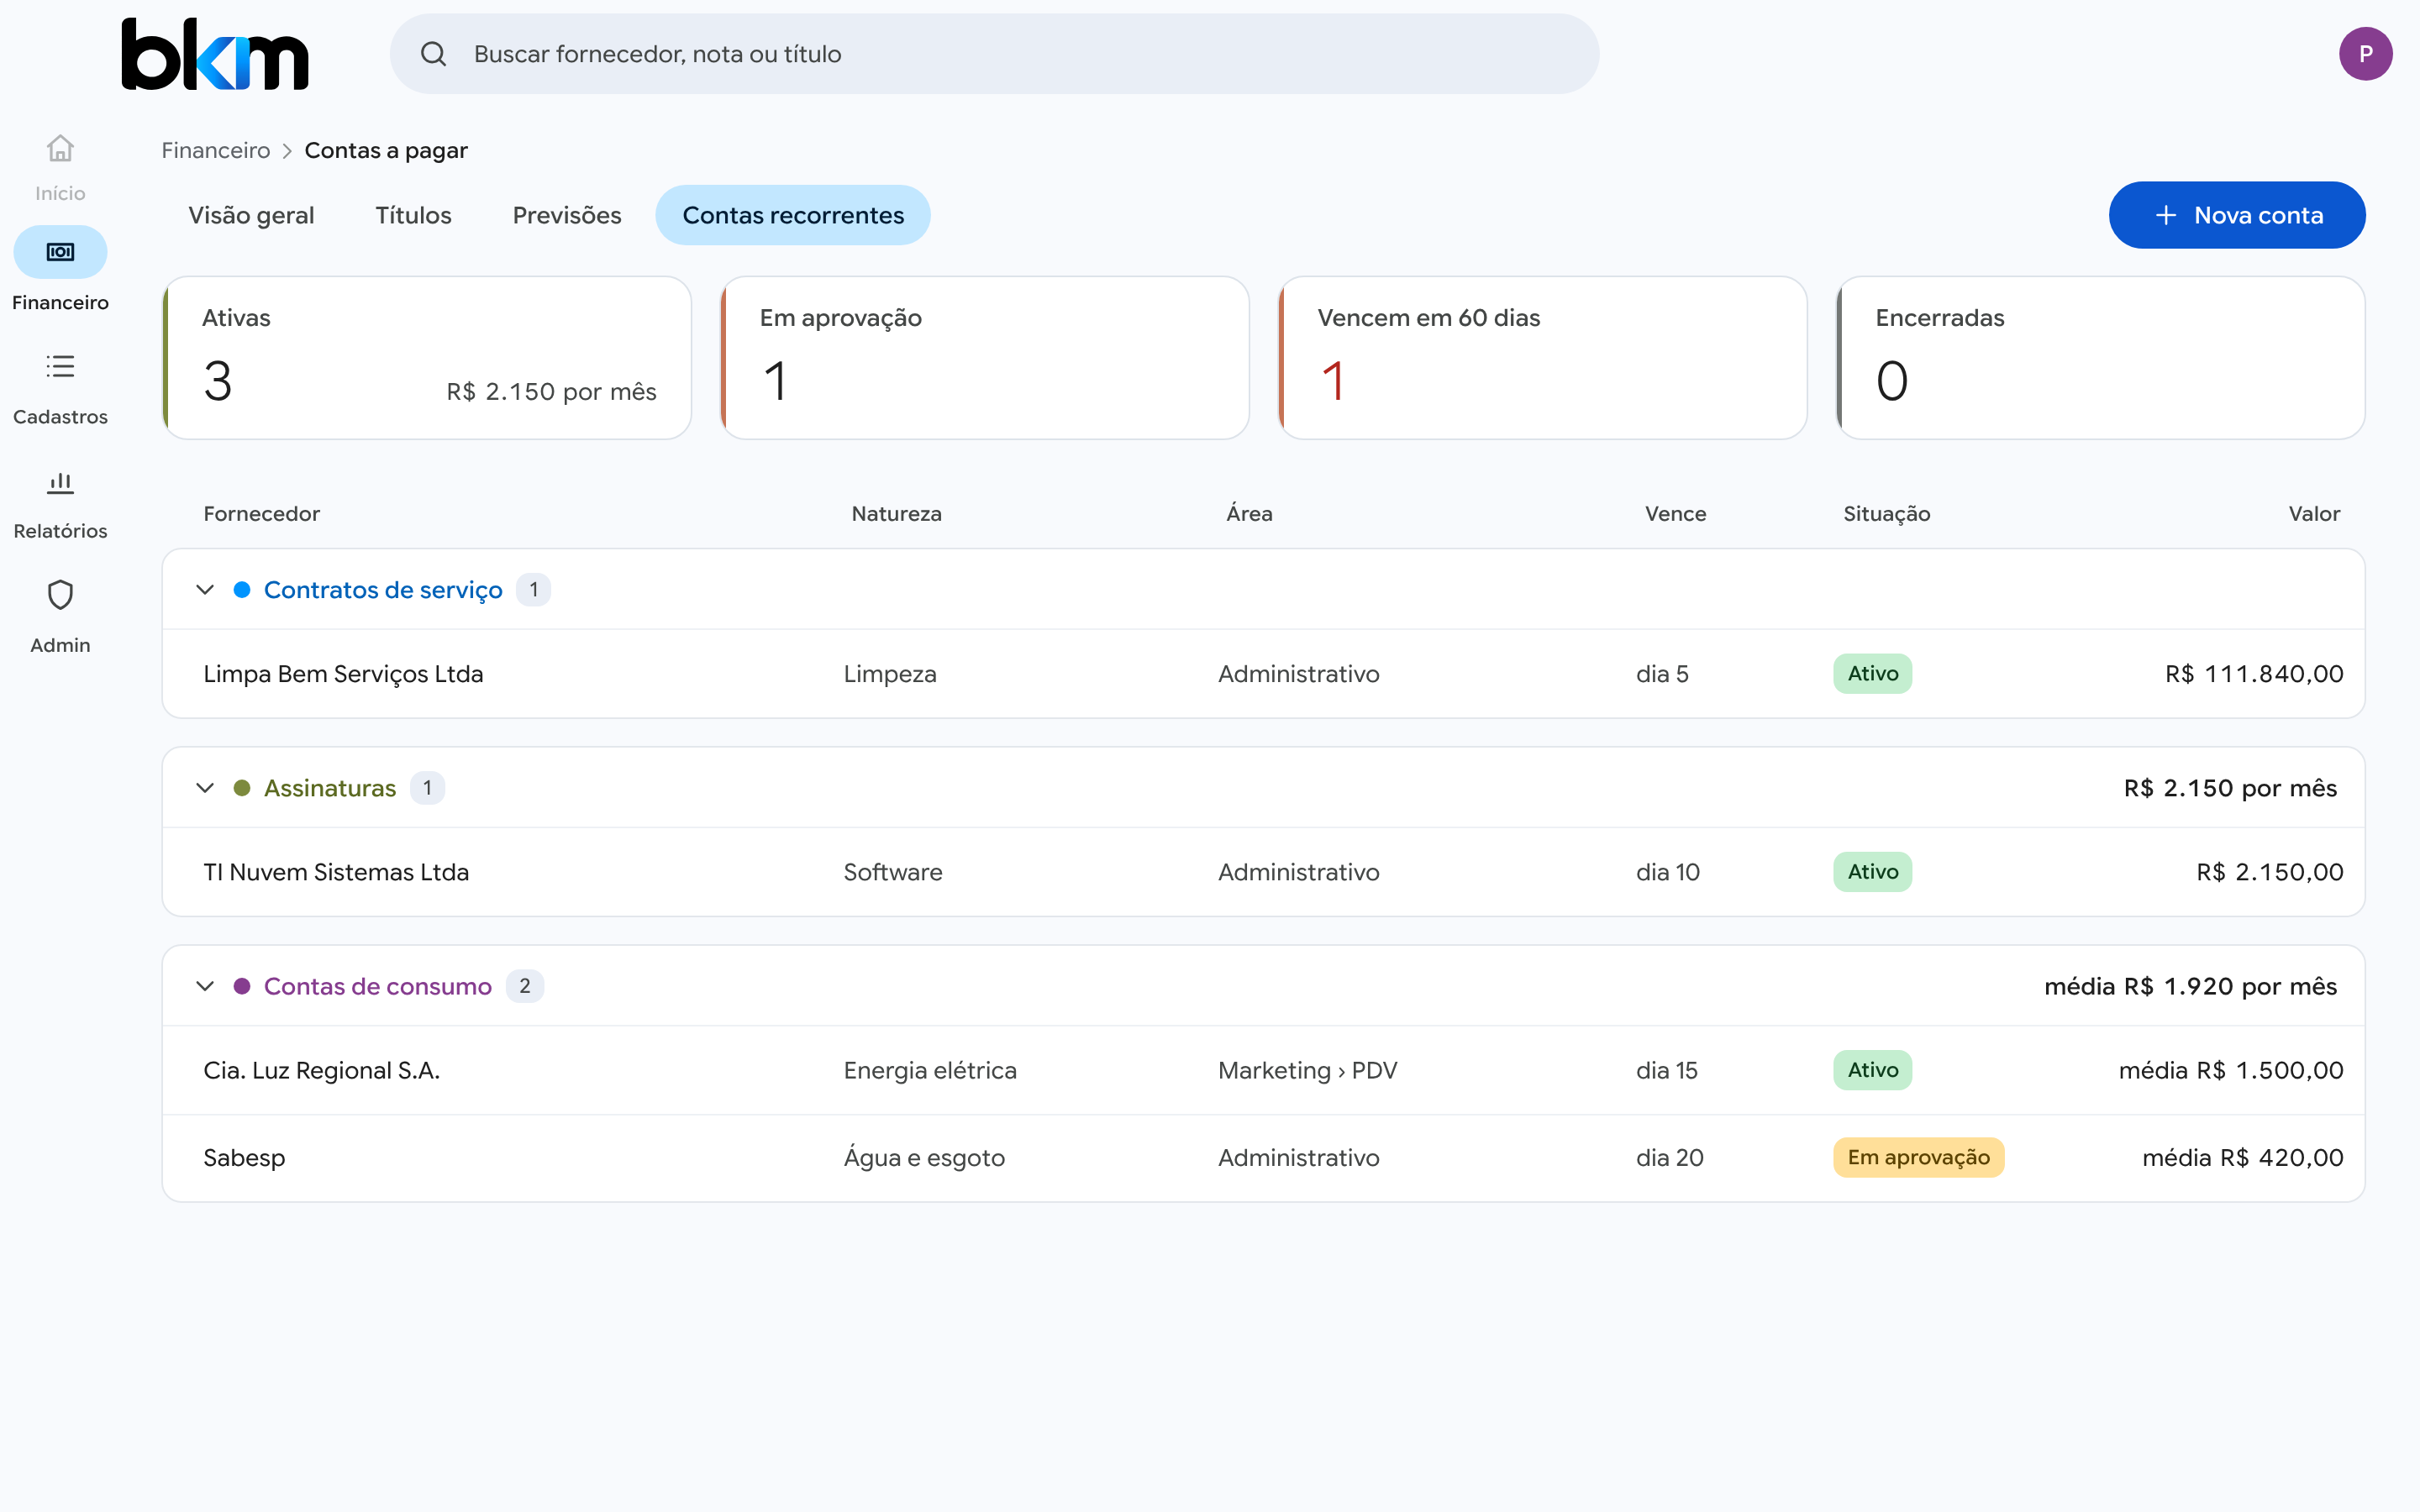 bkm
Buscar fornecedor, nota ou título
P
Início
Financeiro
Cadastros
Relatórios
Admin
Financeiro > Contas a pagar
Visão geral Títulos Previsões Contas recorrentes
+ Nova conta
Ativas
3 R$ 2.150 por mês
Em aprovação
1
Vencem em 60 dias
1
Encerradas
0
Fornecedor Natureza Área Vence Situação Valor
Contratos de serviço 1
Limpa Bem Serviços Ltda Limpeza Administrativo dia 5 Ativo R$ 111.840,00
Assinaturas 1 R$ 2.150 por mês
TI Nuvem Sistemas Ltda Software Administrativo dia 10 Ativo R$ 2.150,00
Contas de consumo 2 média R$ 1.920 por mês
Cia. Luz Regional S.A. Energia elétrica Marketing › PDV dia 15 Ativo média R$ 1.500,00
Sabesp Água e esgoto Administrativo dia 20 Em aprovação média R$ 420,00